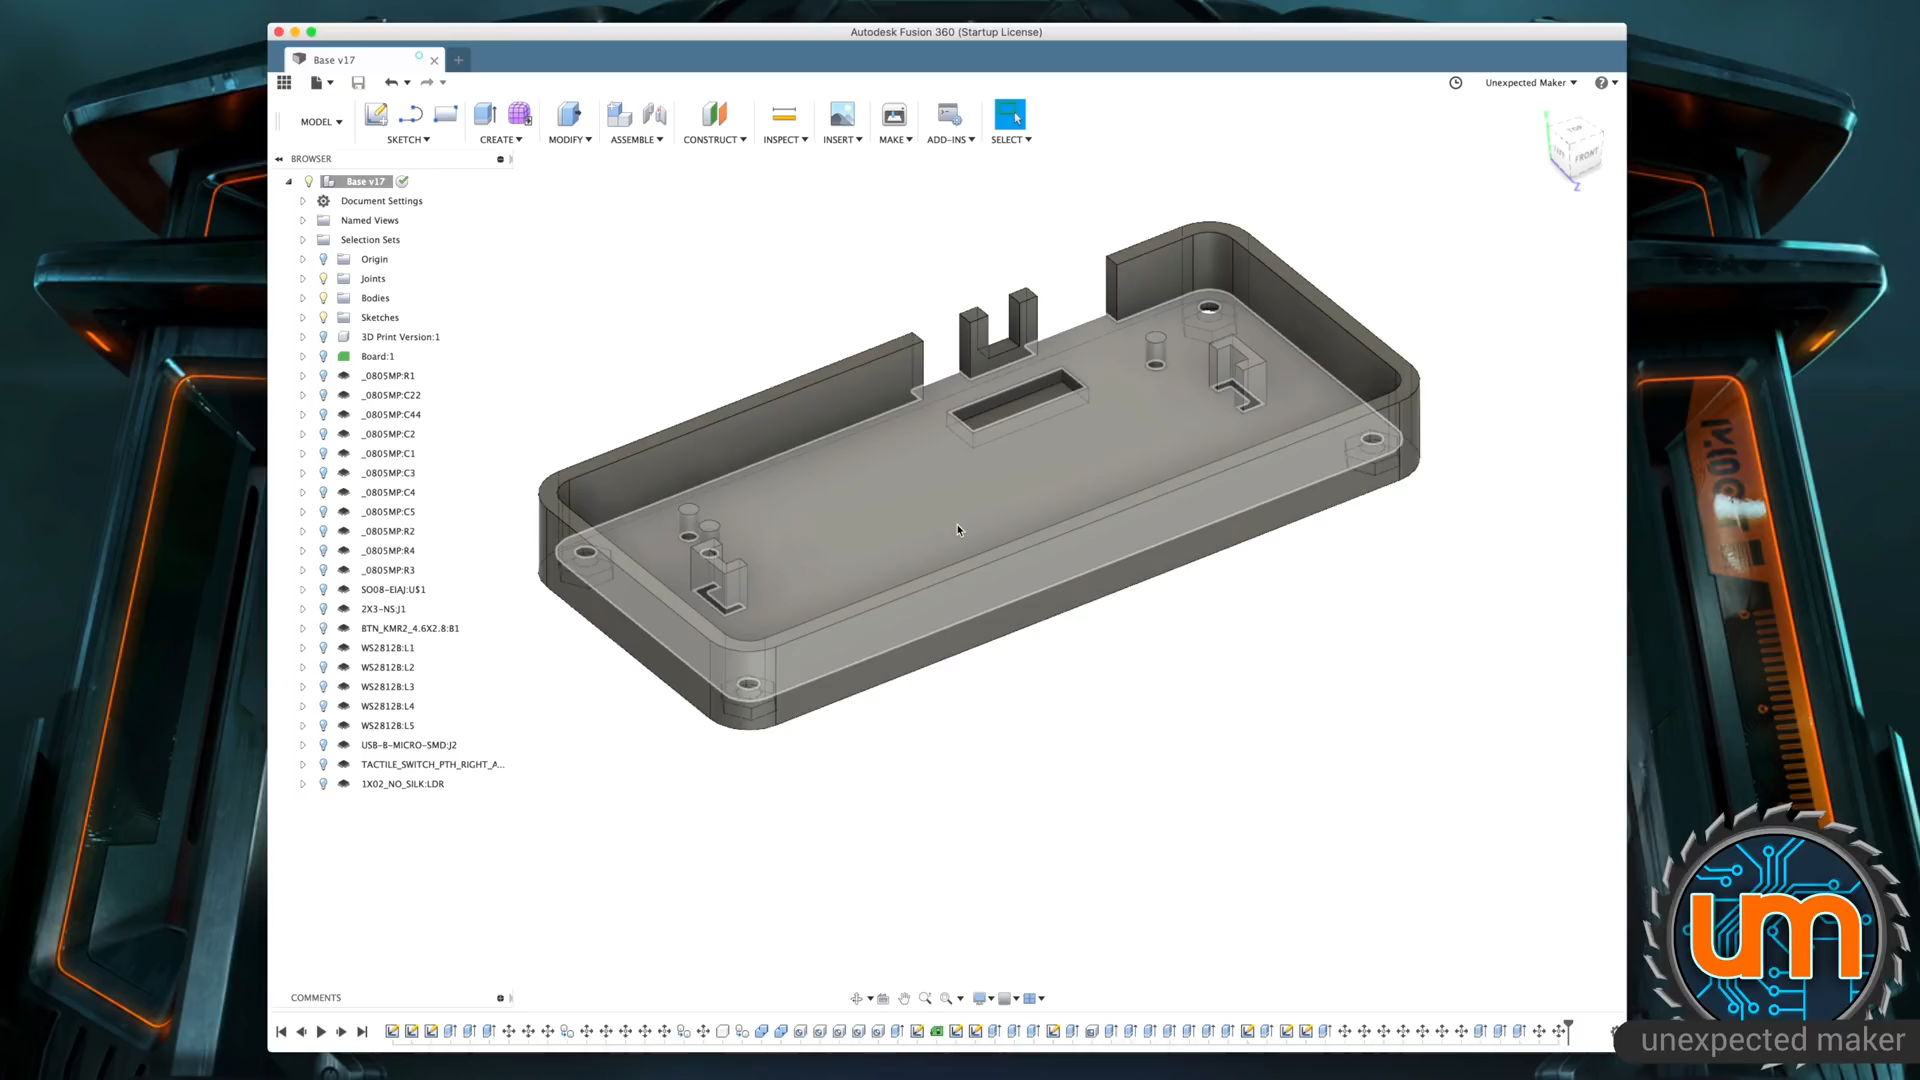 Autodesk Fusion 360 (Startup License)
Base v17
Unexpected Maker
MODEL
SKETCH
CREATE
MODIFY
ASSEMBLE
CONSTRUCT
INSPECT
INSERT
MAKE
ADD-INS
SELECT
TOP
LEFT
FRONT
Z
BROWSER
Base v17
Document Settings
Named Views
Selection Sets
Origin
Joints
Bodies
Sketches
3D Print Version:1
Board:1
_0805MP:R1
_0805MP:C22
_0805MP:C44
_0805MP:C2
_0805MP:C1
_0805MP:C3
_0805MP:C4
_0805MP:C5
_0805MP:R2
_0805MP:R4
_0805MP:R3
SO08-EIAJ:U$1
2X3-NS:J1
BTN_KMR2_4.6X2.8:B1
WS2812B:L1
WS2812B:L2
WS2812B:L3
WS2812B:L4
WS2812B:L5
USB-B-MICRO-SMD:J2
TACTILE_SWITCH_PTH_RIGHT_A...
1X02_NO_SILK:LDR
COMMENTS
um
unexpected maker